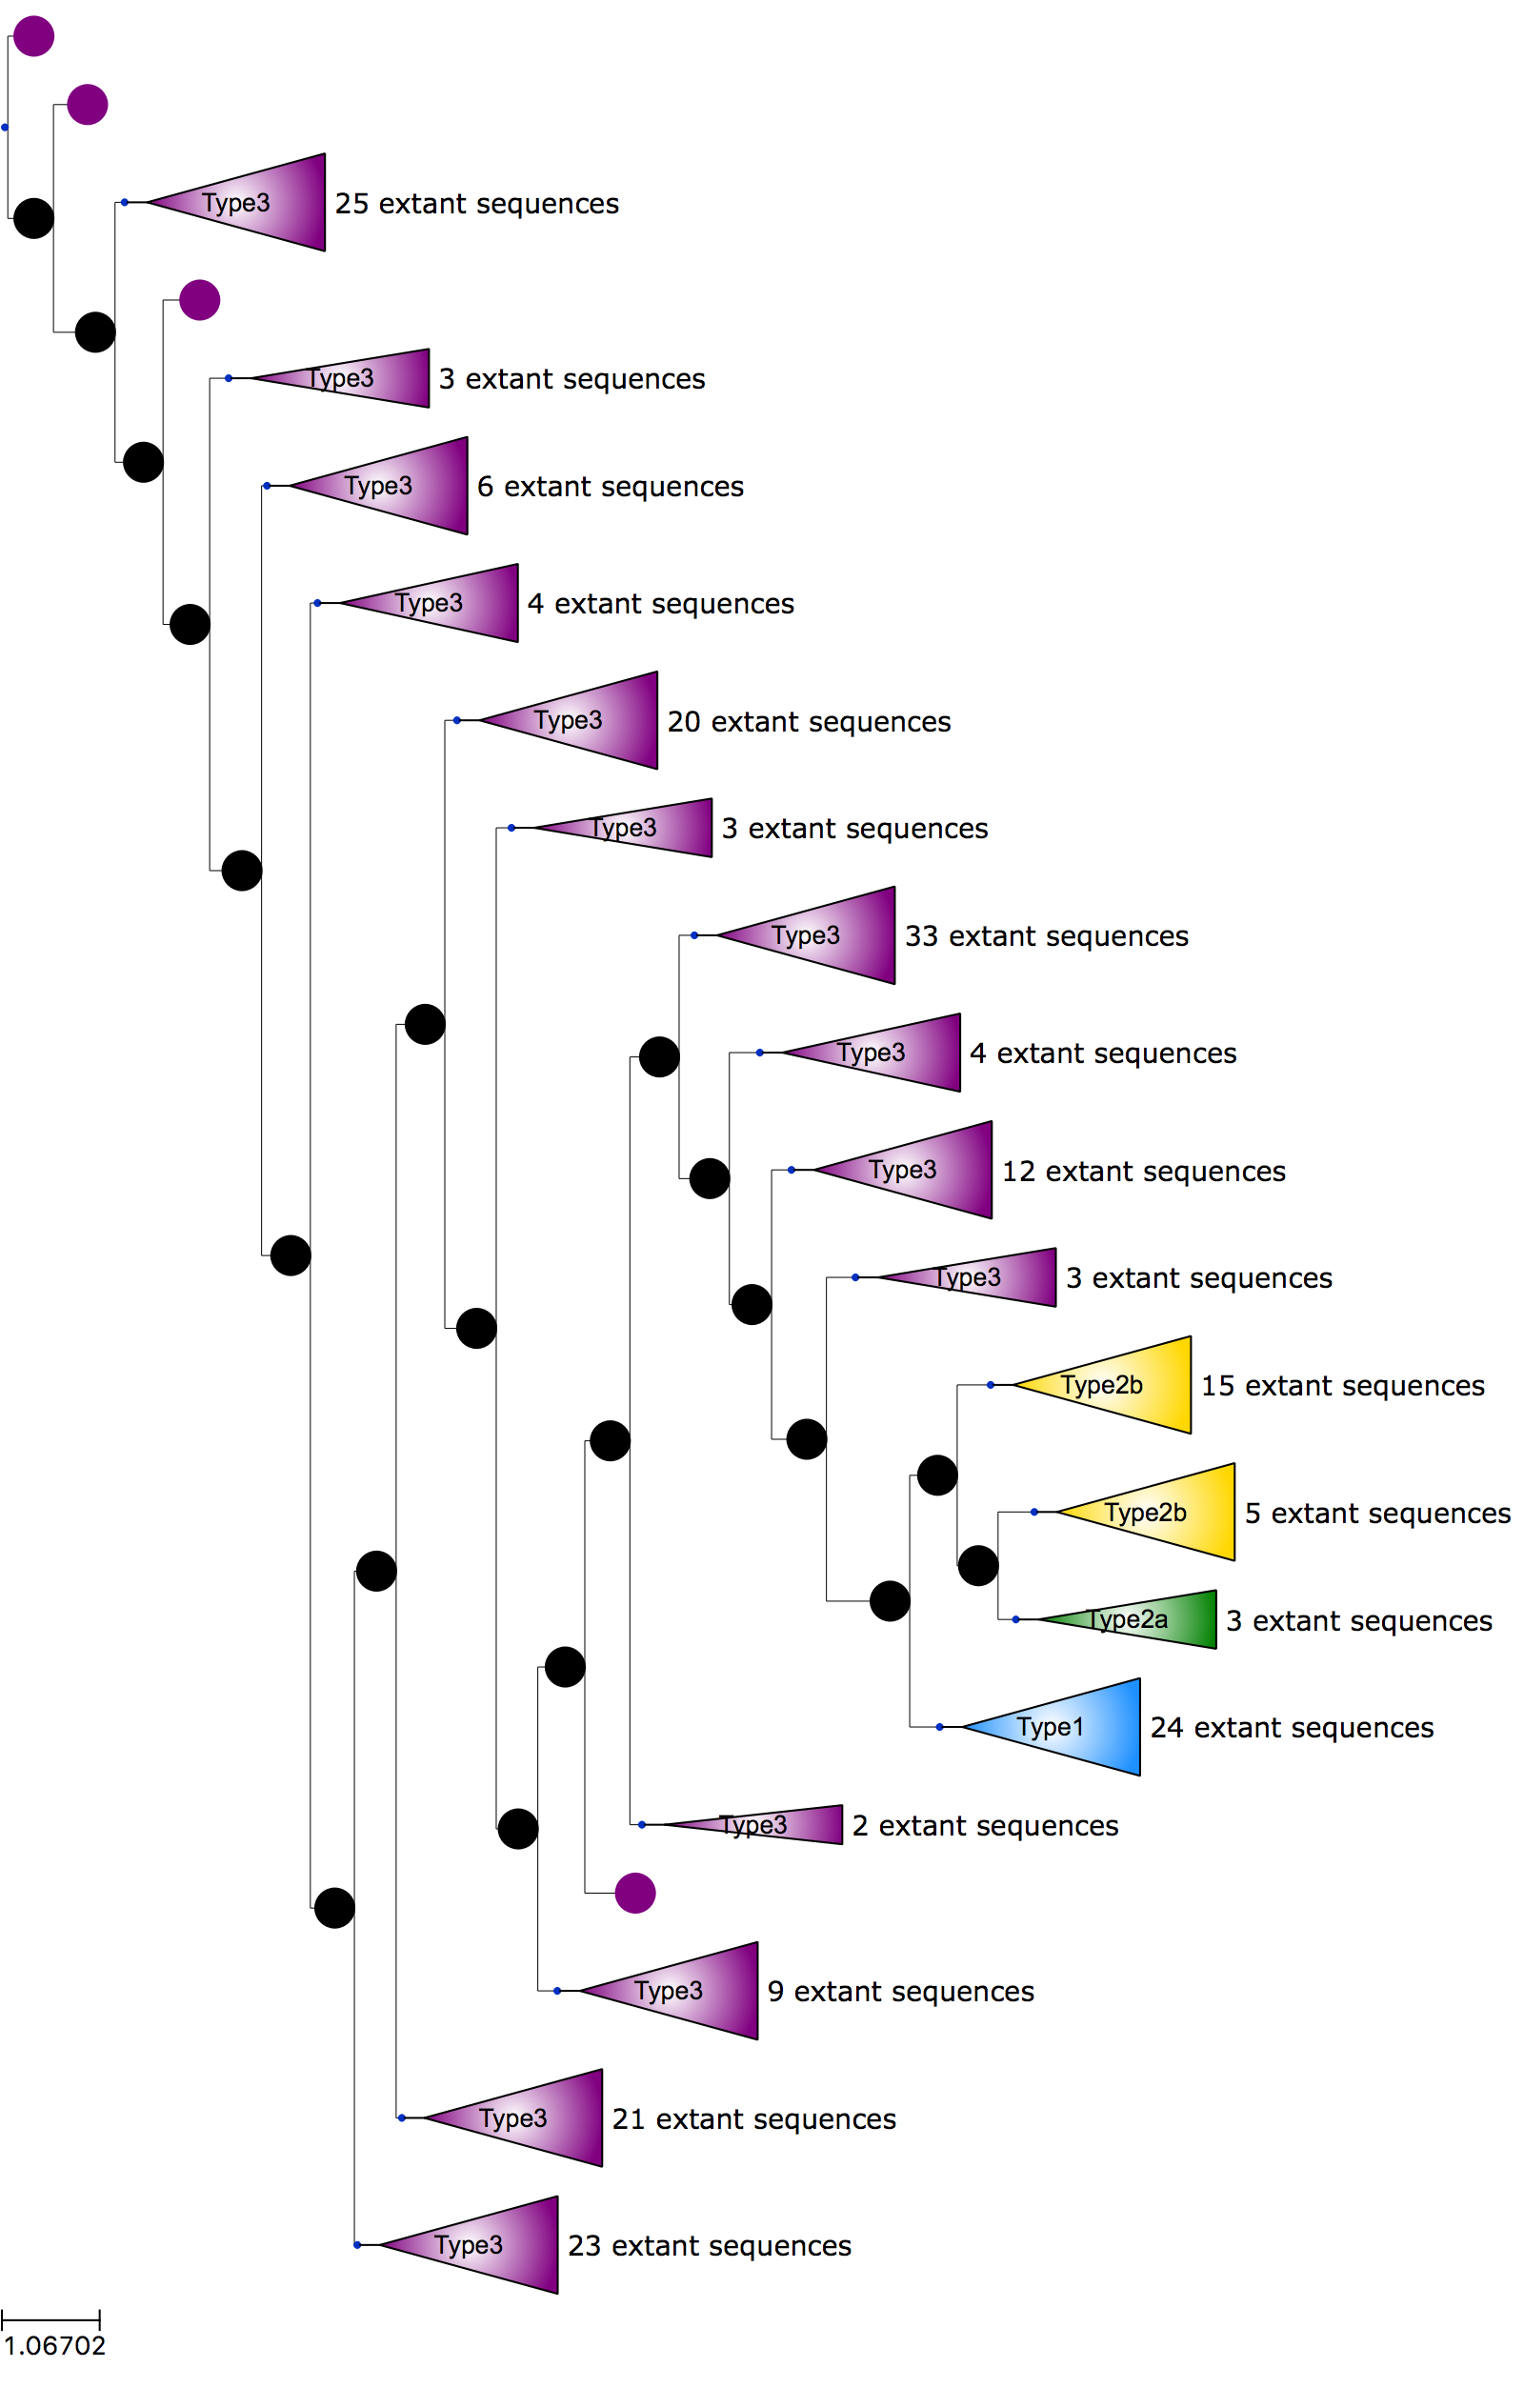 Type3 25 extant sequences
Type3 3 extant sequences
Type3 6 extant sequences
Type3 4 extant sequences
Type3 20 extant sequences
Type3 3 extant sequences
Type3 33 extant sequences
Type3 4 extant sequences
Type3 12 extant sequences
Type3 3 extant sequences
Type2b 15 extant sequences
Type2b 5 extant sequences
Type2a 3 extant sequences
Type1 24 extant sequences
Type3 2 extant sequences
Type3 9 extant sequences
Type3 21 extant sequences
Type3 23 extant sequences
1.06702